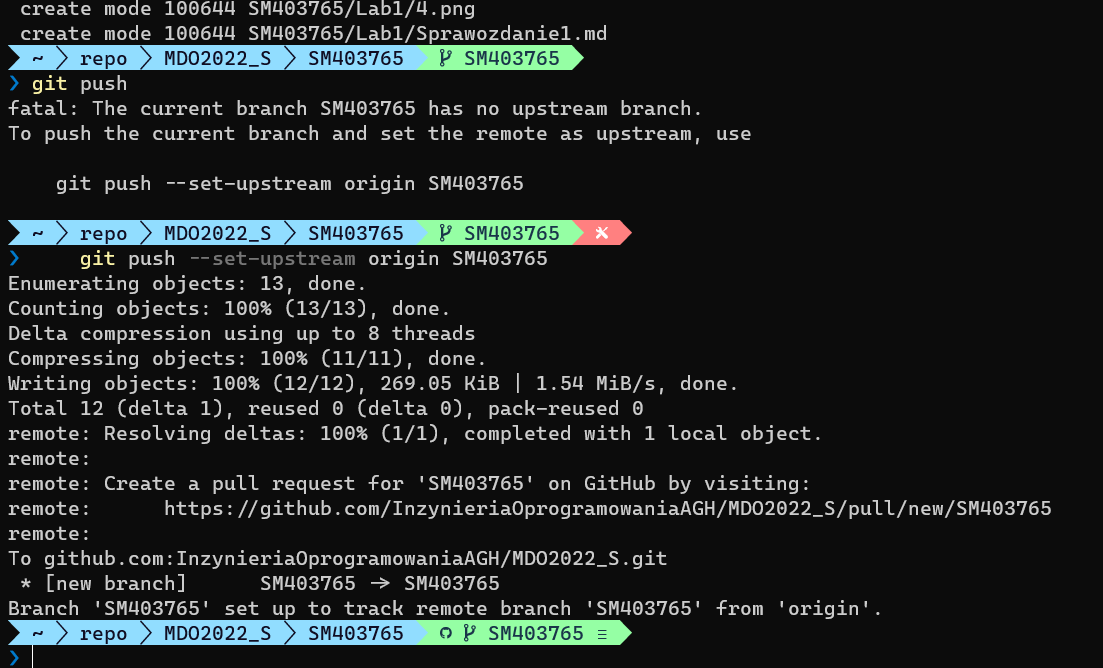 create mode 100644 SM403765/Lab1/4.png
create mode 100644 SM403765/Lab1/Sprawozdanie1.md
~ repo MDO2022_S SM403765 SM403765
❯ git push
fatal: The current branch SM403765 has no upstream branch.
To push the current branch and set the remote as upstream, use
git push --set-upstream origin SM403765
~ repo MDO2022_S SM403765 SM403765
❯ git push --set-upstream origin SM403765
Enumerating objects: 13, done.
Counting objects: 100% (13/13), done.
Delta compression using up to 8 threads
Compressing objects: 100% (11/11), done.
Writing objects: 100% (12/12), 269.05 KiB | 1.54 MiB/s, done.
Total 12 (delta 1), reused 0 (delta 0), pack-reused 0
remote: Resolving deltas: 100% (1/1), completed with 1 local object.
remote:
remote: Create a pull request for 'SM403765' on GitHub by visiting:
remote: https://github.com/InzynieriaOprogramowaniaAGH/MDO2022_S/pull/new/SM403765
remote:
To github.com:InzynieriaOprogramowaniaAGH/MDO2022_S.git
* [new branch] SM403765 -> SM403765
Branch 'SM403765' set up to track remote branch 'SM403765' from 'origin'.
~ repo MDO2022_S SM403765 SM403765 ≡
❯